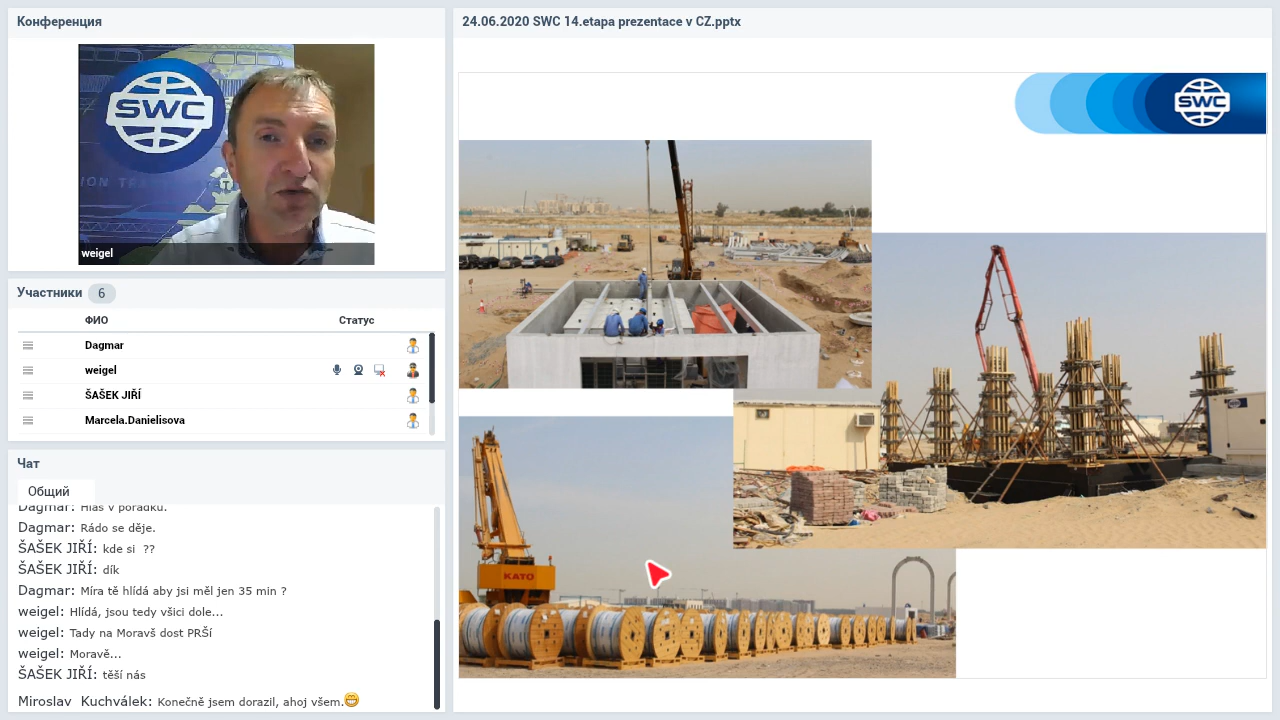 Конференция
SWC
weigel
Участники 6
ФИО Статус
Dagmar
weigel
ŠAŠEK JIŘÍ
Marcela.Danielisova
Чат
Общий
Dagmar: Hlas v pořádku.
Dagmar: Rádo se děje.
ŠAŠEK JIŘÍ: kde si ??
ŠAŠEK JIŘÍ: dík
Dagmar: Míra tě hlídá aby jsi měl jen 35 min ?
weigel: Hlídá, jsou tedy všici dole...
weigel: Tady na Moravš dost PRŠí
weigel: Moravě...
ŠAŠEK JIŘÍ: těší nás
Miroslav Kuchválek: Konečně jsem dorazil, ahoj všem.
24.06.2020 SWC 14.etapa prezentace v CZ.pptx
SWC
KATO